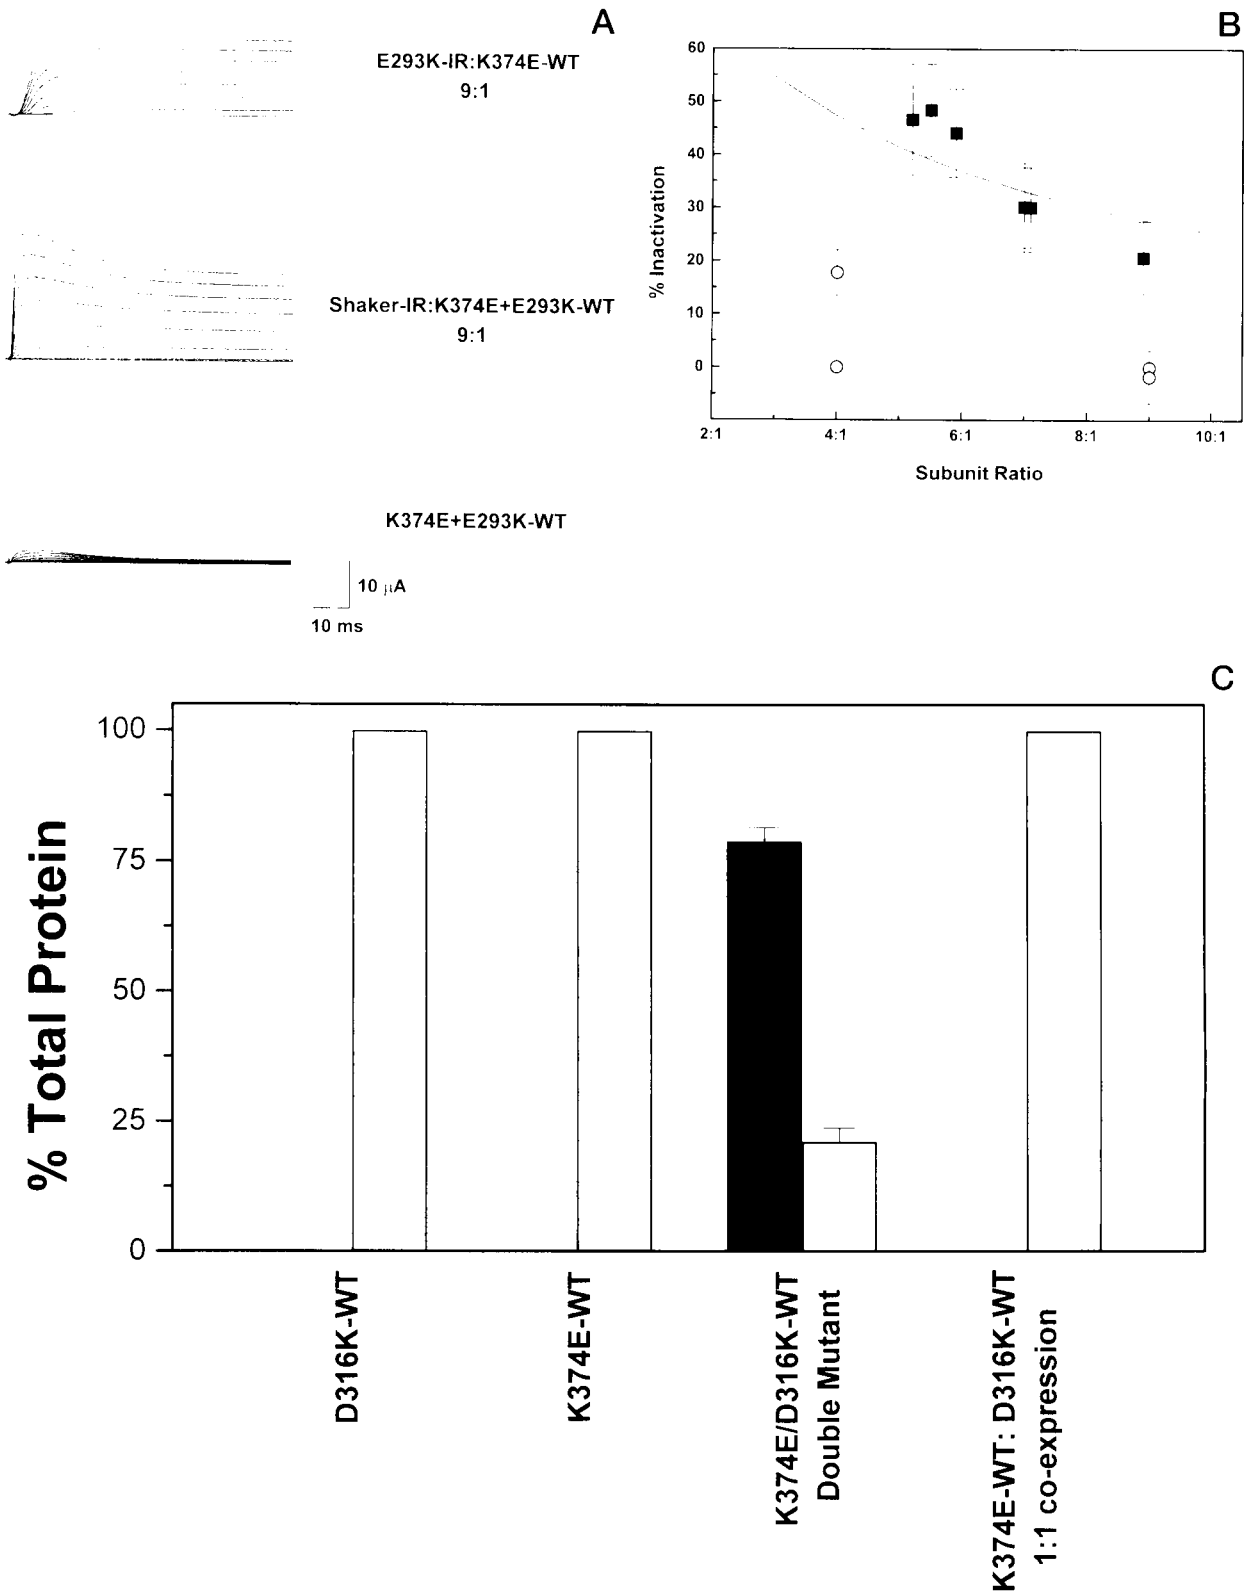 A
E293K-IR:K374E-WT
9:1
Shaker-IR:K374E+E293K-WT
9:1
K374E+E293K-WT
10 μA
10 ms
B
% Inactivation
60
50
40
30
20
10
0
2:1
4:1
6:1
8:1
10:1
Subunit Ratio
C
% Total Protein
100
75
50
25
0
D316K-WT
K374E-WT
K374E/D316K-WT
Double Mutant
K374E-WT: D316K-WT
1:1 co-expression